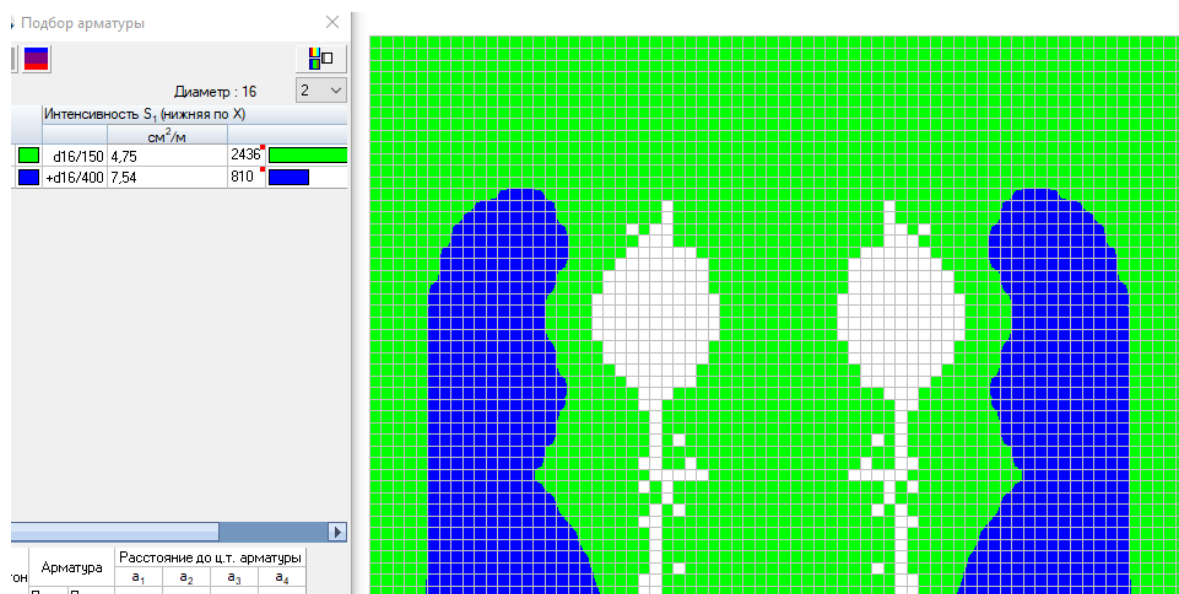 Подбор арматуры
Диаметр : 16
2
Интенсивность S₁ (нижняя по X)
см²/м
d16/150 4,75 2436
+d16/400 7,54 810
Арматура
Расстояние до ц.т. арматуры
a₁ a₂ a₃ a₄